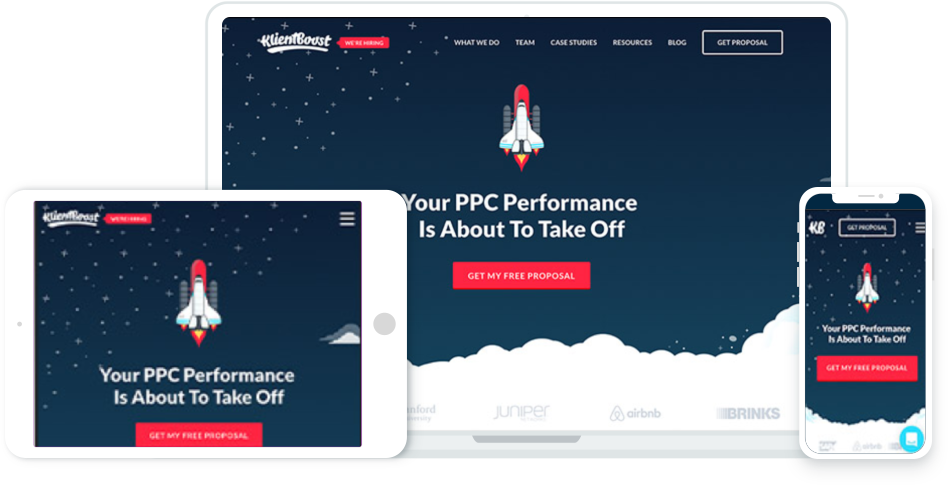 KlientBoost WE'RE HIRING WHAT WE DO TEAM CASE STUDIES RESOURCES BLOG GET PROPOSAL
Your PPC Performance
Is About To Take Off
GET MY FREE PROPOSAL
JUNIPER airbnb BRINKS
KlientBoost WE'RE HIRING
Your PPC Performance
Is About To Take Off
GET MY FREE PROPOSAL
KB GET PROPOSAL
Your PPC Performance
Is About To Take Off
GET MY FREE PROPOSAL
airbnb